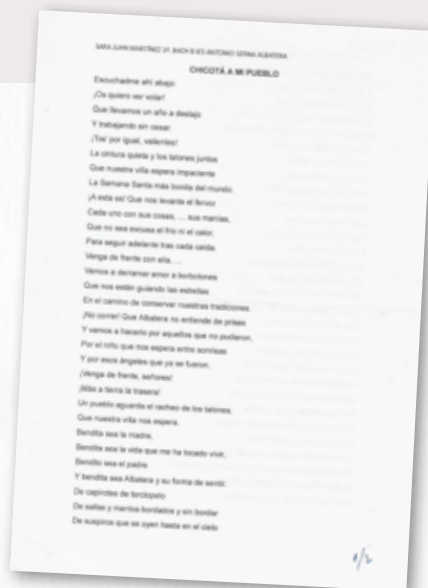 SARA JUAN MARTÍNEZ 1º. BACH B IES ANTONIO SERNA ALBATERA
CHICOTÁ A MI PUEBLO
Escuchadme ahí abajo:
¡Os quiero ver volar!
Que llevamos un año a destajo
Y trabajando sin cesar.
¡Tos' por igual, valientes!
La cintura quieta y los talones juntos
Que nuestra villa espera impaciente
La Semana Santa más bonita del mundo.
¡A esta es! Que nos levante el fervor
Cada uno con sus cosas, … sus manías,
Que no sea excusa el frío ni el calor,
Para seguir adelante tras cada caída.
Venga de frente con ella, …
Vamos a derramar amor a borbotones
Que nos están guiando las estrellas
En el camino de conservar nuestras tradiciones.
¡No correr! Que Albatera no entiende de prisas
Y vamos a hacerlo por aquellos que no pudieron,
Por el niño que nos espera entre sonrisas
Y por esos ángeles que ya se fueron.
¡Venga de frente, señores!
¡Más a tierra la trasera!
Un pueblo aguarda el racheo de los talones,
Que nuestra villa nos espera.
Bendita sea la madre,
Bendita sea la vida que me ha tocado vivir,
Bendito sea el padre
Y bendita sea Albatera y su forma de sentir.
De capirotes de terciopelo
De sallas y mantos bordados y sin bordar
De suspiros que se oyen hasta en el cielo
1/2